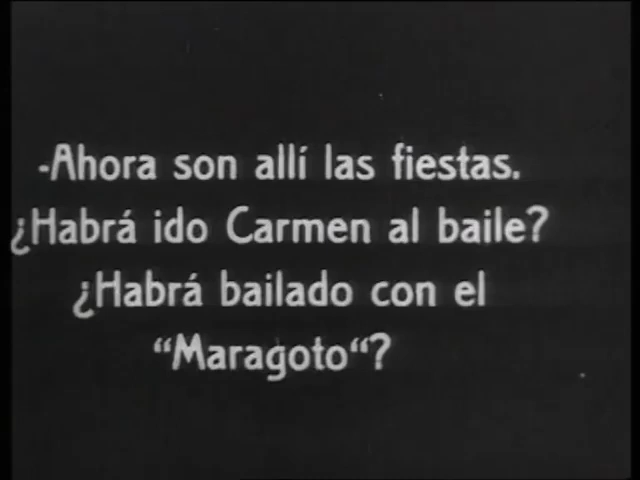 -Ahora son allí las fiestas.
¿Habrá ido Carmen al baile?
¿Habrá bailado con el
“Maragoto“?